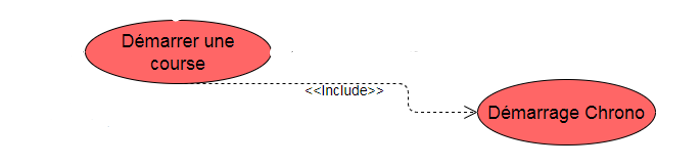 Démarrer une
course
<<Include>>
Démarrage Chrono